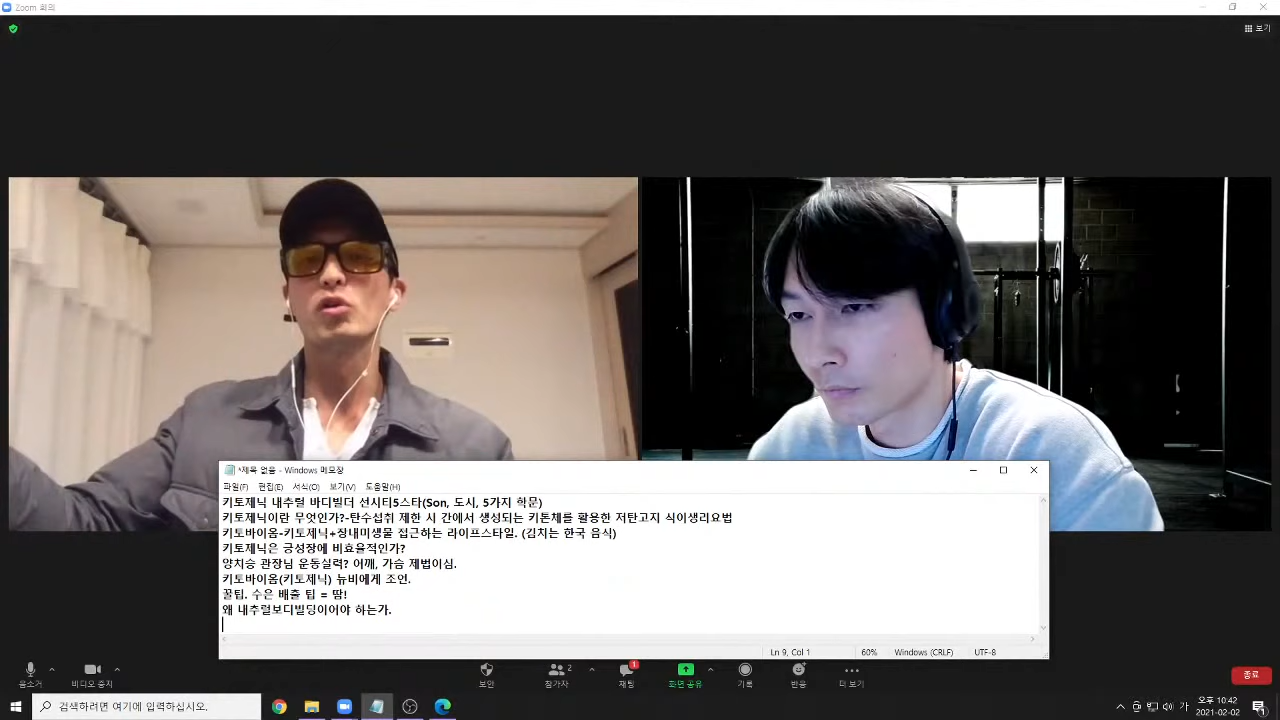 Zoom 회의
보기
*제목 없음 - Windows 메모장
파일(F) 편집(E) 서식(O) 보기(V) 도움말(H)
키토제닉 내추럴 바디빌더 선시티5스타(Son, 도시, 5가지 학문)
키토제닉이란 무엇인가?-탄수섭취 제한 시 간에서 생성되는 키톤체를 활용한 저탄고지 식이생리요법
키토바이옴-키토제닉+장내미생물 접근하는 라이프스타일. (김치는 한국 음식)
키토제닉은 긍성장에 비효율적인가?
양치승 관장님 운동실력? 어깨, 가슴 제법이심.
키토바이옴(키토제닉) 뉴비에게 조언.
꿀팁. 수은 배출 팁 = 땀!
왜 내추럴보디빌딩이어야 하는가.
Ln 9, Col 1 60% Windows (CRLF) UTF-8
음소거 비디오 중지 보안 참가자 2 채팅 1 화면 공유 기록 반응 더 보기 종료
검색하려면 여기에 입력하십시오.
가 오후 10:42
2021-02-02
1